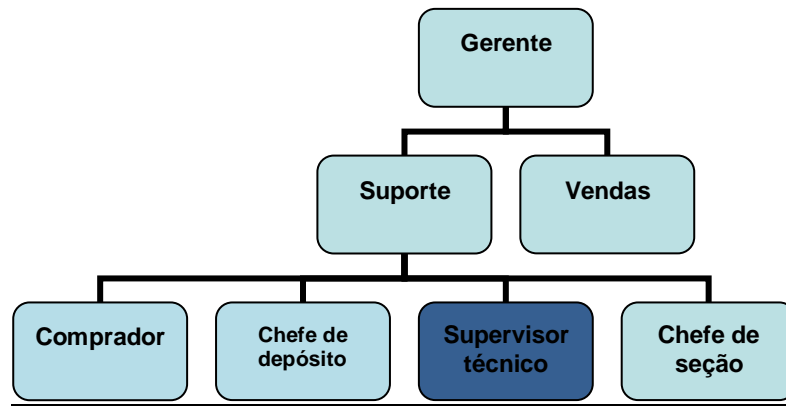 Gerente
Suporte
Vendas
Comprador
Chefe de
depósito
Supervisor
técnico
Chefe de
seção